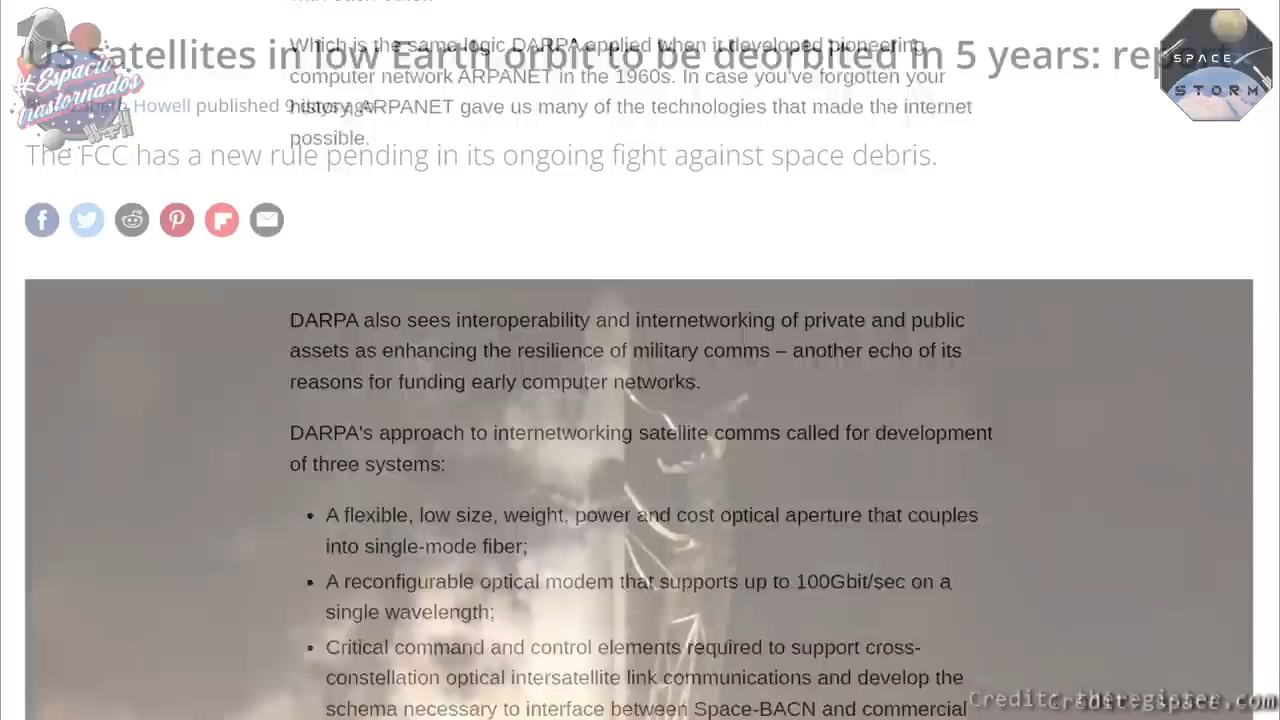 Which is the same logic DARPA applied when it developed pioneering
US satellites in low Earth orbit to be deorbited in 5 years: report
computer network ARPANET in the 1960s. In case you've forgotten your
Howell published 9
history, ARPANET gave us many of the technologies that made the internet
possible.
The FCC has a new rule pending in its ongoing fight against space debris.
#Espacio
Trastornados
SPACE
STORM
DARPA also sees interoperability and internetworking of private and public
assets as enhancing the resilience of military comms – another echo of its
reasons for funding early computer networks.
DARPA's approach to internetworking satellite comms called for development
of three systems:
• A flexible, low size, weight, power and cost optical aperture that couples
into single-mode fiber;
• A reconfigurable optical modem that supports up to 100Gbit/sec on a
single wavelength;
• Critical command and control elements required to support cross-
constellation optical intersatellite link communications and develop the
schema necessary to interface between Space-BACN and commercial